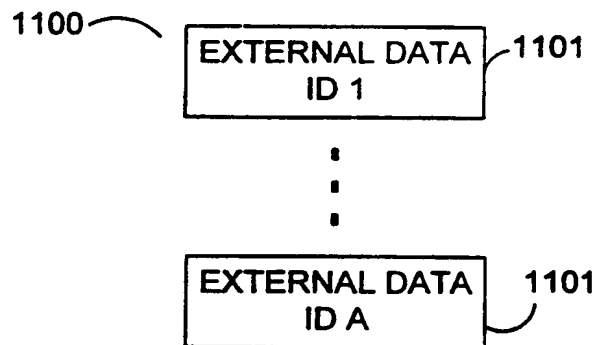 1100
EXTERNAL DATA
ID 1
1101
EXTERNAL DATA
ID A
1101